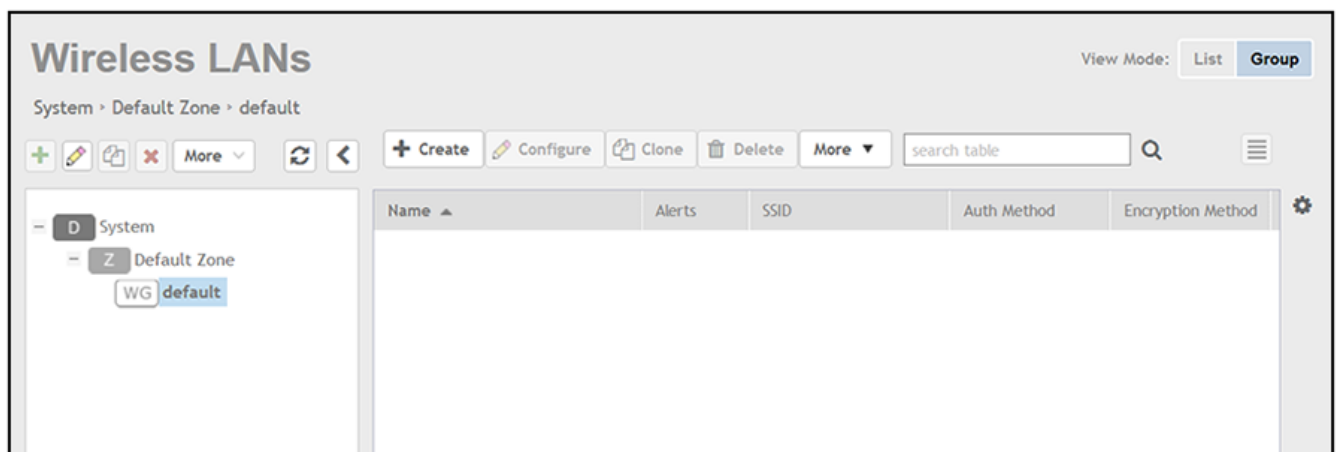 Wireless LANs
View Mode: List Group
System › Default Zone › default
More
Create Configure Clone Delete More ▼ search table
Name ▲ Alerts SSID Auth Method Encryption Method
D System
Z Default Zone
WG default